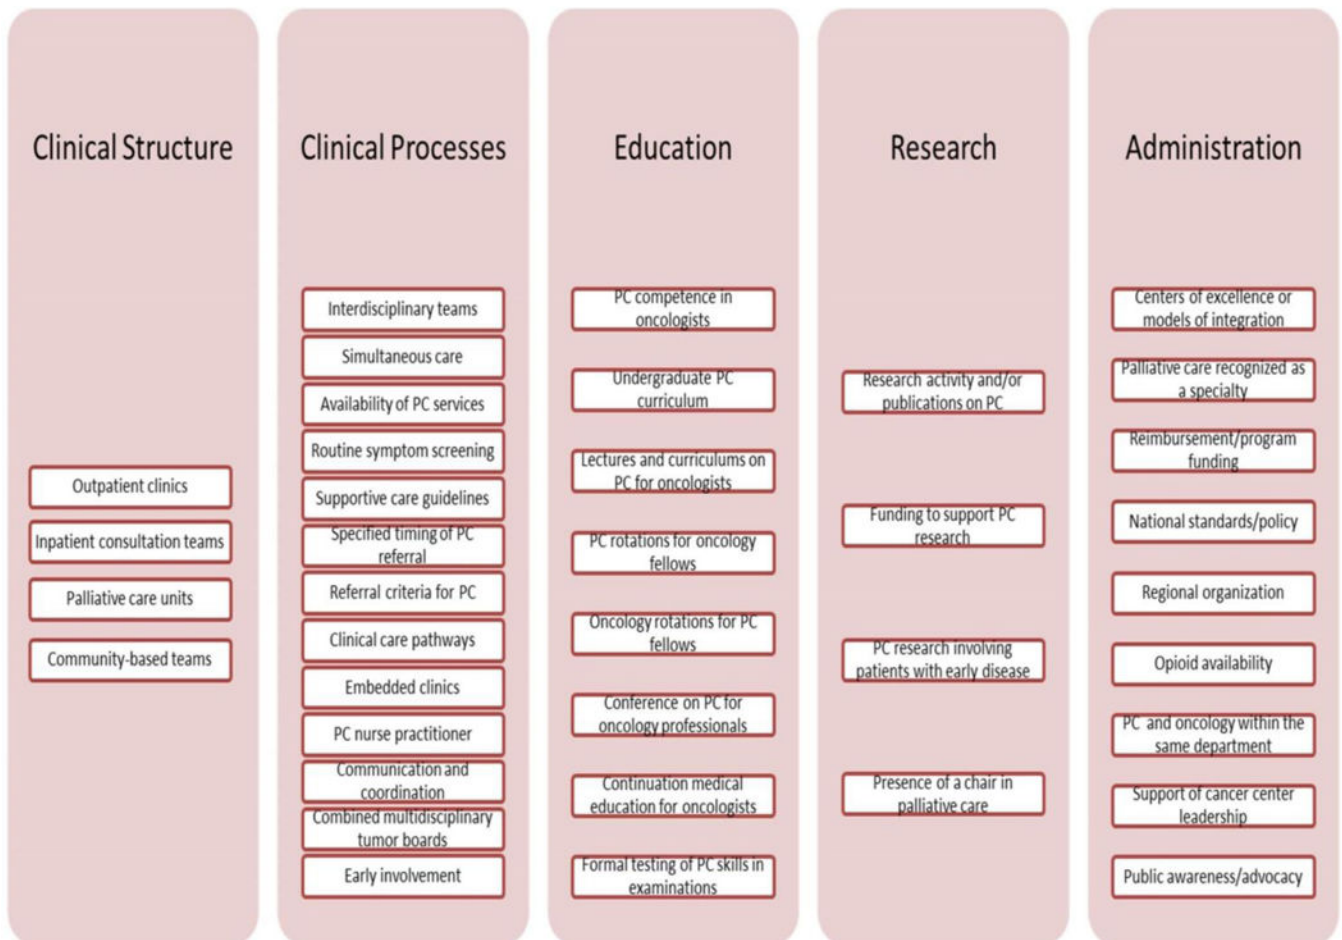 Clinical Structure
Outpatient clinics
Inpatient consultation teams
Palliative care units
Community-based teams
Clinical Processes
Interdisciplinary teams
Simultaneous care
Availability of PC services
Routine symptom screening
Supportive care guidelines
Specified timing of PC
referral
Referral criteria for PC
Clinical care pathways
Embedded clinics
PC nurse practitioner
Communication and
coordination
Combined multidisciplinary
tumor boards
Early involvement
Education
PC competence in
oncologists
Undergraduate PC
curriculum
Lectures and curriculums on
PC for oncologists
PC rotations for oncology
fellows
Oncology rotations for PC
fellows
Conference on PC for
oncology professionals
Continuation medical
education for oncologists
Formal testing of PC skills in
examinations
Research
Research activity and/or
publications on PC
Funding to support PC
research
PC research involving
patients with early disease
Presence of a chair in
palliative care
Administration
Centers of excellence or
models of integration
Palliative care recognized as
a specialty
Reimbursement/program
funding
National standards/policy
Regional organization
Opioid availability
PC and oncology within the
same department
Support of cancer center
leadership
Public awareness/advocacy